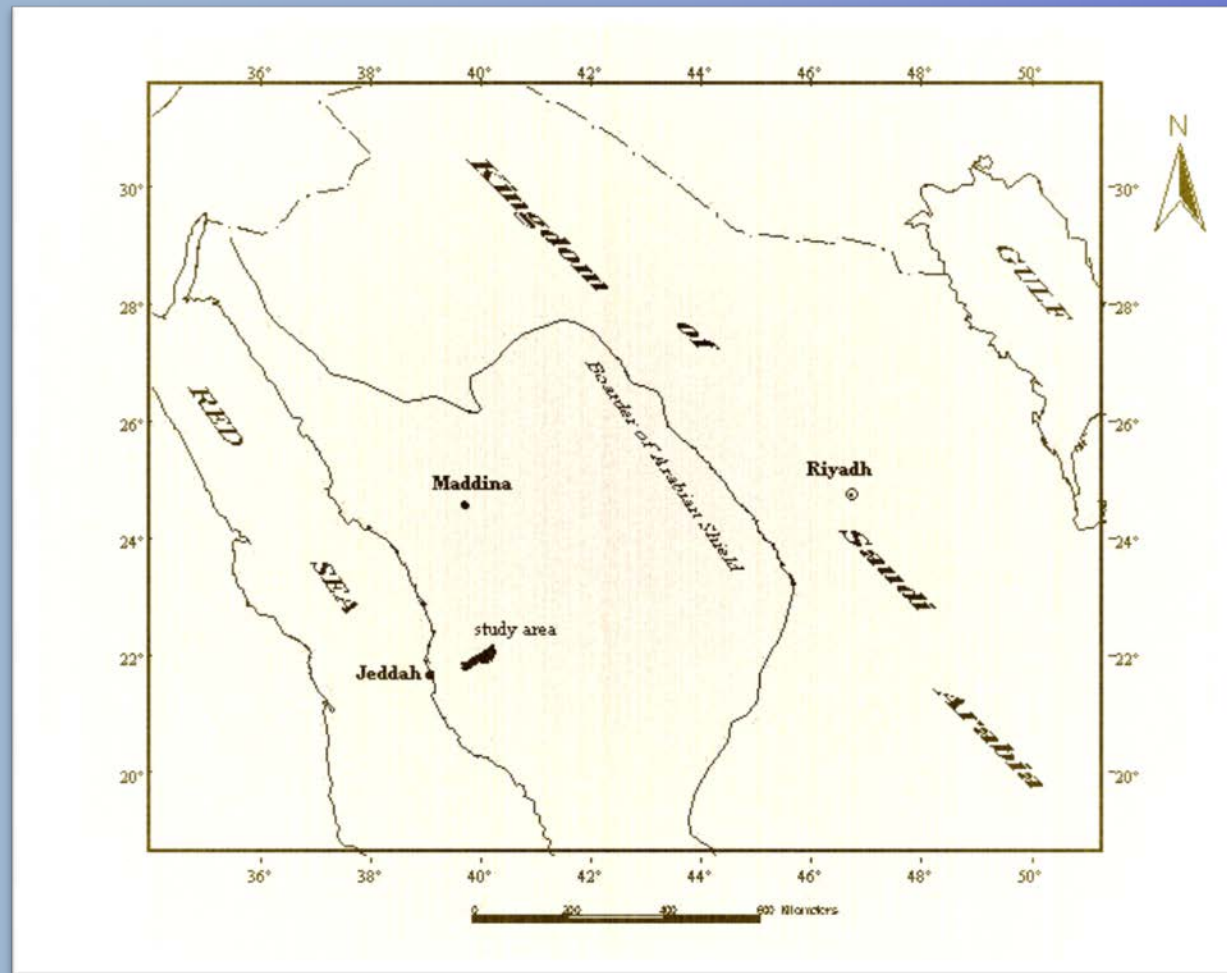 36° 38° 40° 42° 44° 46° 48° 50°
N
30° 30°
Kingdom
GULF
28° 28°
of
RED
26° 26°
Boarder of Arabian Shield
Riyadh
Maddina
24° 24°
Saudi
SEA
study area
22° 22°
Jeddah
Arabia
20° 20°
36° 38° 40° 42° 44° 46° 48° 50°
0 200 400 600 Kilometers